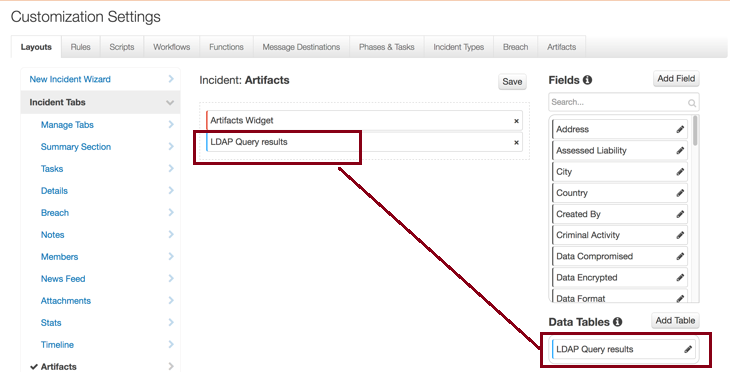 Customization Settings
Layouts Rules Scripts Workflows Functions Message Destinations Phases & Tasks Incident Types Breach Artifacts
New Incident Wizard
Incident Tabs
Manage Tabs
Summary Section
Tasks
Details
Breach
Notes
Members
News Feed
Attachments
Stats
Timeline
Artifacts
Incident: Artifacts
Save
Artifacts Widget
LDAP Query results
Fields
Add Field
Search...
Address
Assessed Liability
City
Country
Created By
Criminal Activity
Data Compromised
Data Encrypted
Data Format
Data Tables
Add Table
LDAP Query results